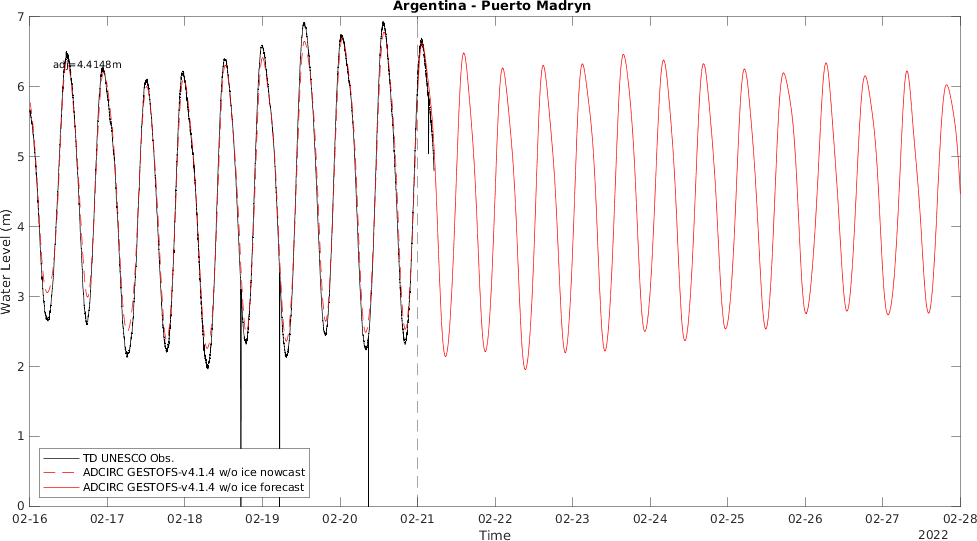 Argentina - Puerto Madryn
7
6
5
4
3
2
1
0
Water Level (m)
adj=4.4148m
TD UNESCO Obs.
ADCIRC GESTOFS-v4.1.4 w/o ice nowcast
ADCIRC GESTOFS-v4.1.4 w/o ice forecast
02-16 02-17 02-18 02-19 02-20 02-21 02-22 02-23 02-24 02-25 02-26 02-27 02-28
Time
2022